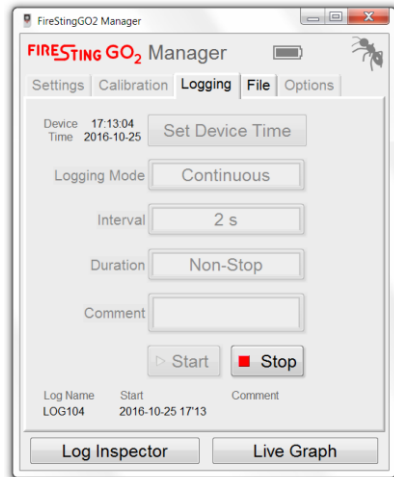 FireStingGO2 Manager
FIRESTING GO2 Manager
Settings Calibration Logging File Options
Device 17:13:04
Time 2016-10-25
Set Device Time
Logging Mode Continuous
Interval 2 s
Duration Non-Stop
Comment
Start Stop
Log Name Start Comment
LOG104 2016-10-25 17'13
Log Inspector Live Graph